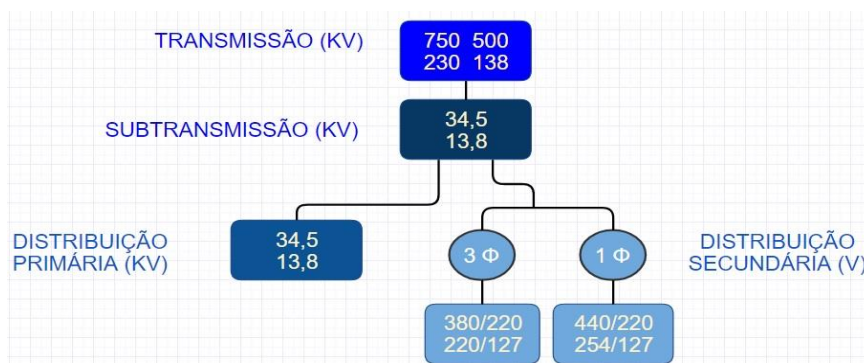 TRANSMISSÃO (KV)
750 500
230 138
SUBTRANSMISSÃO (KV)
34,5
13,8
DISTRIBUIÇÃO
PRIMÁRIA (KV)
34,5
13,8
3 Φ
1 Φ
DISTRIBUIÇÃO
SECUNDÁRIA (V)
380/220
220/127
440/220
254/127